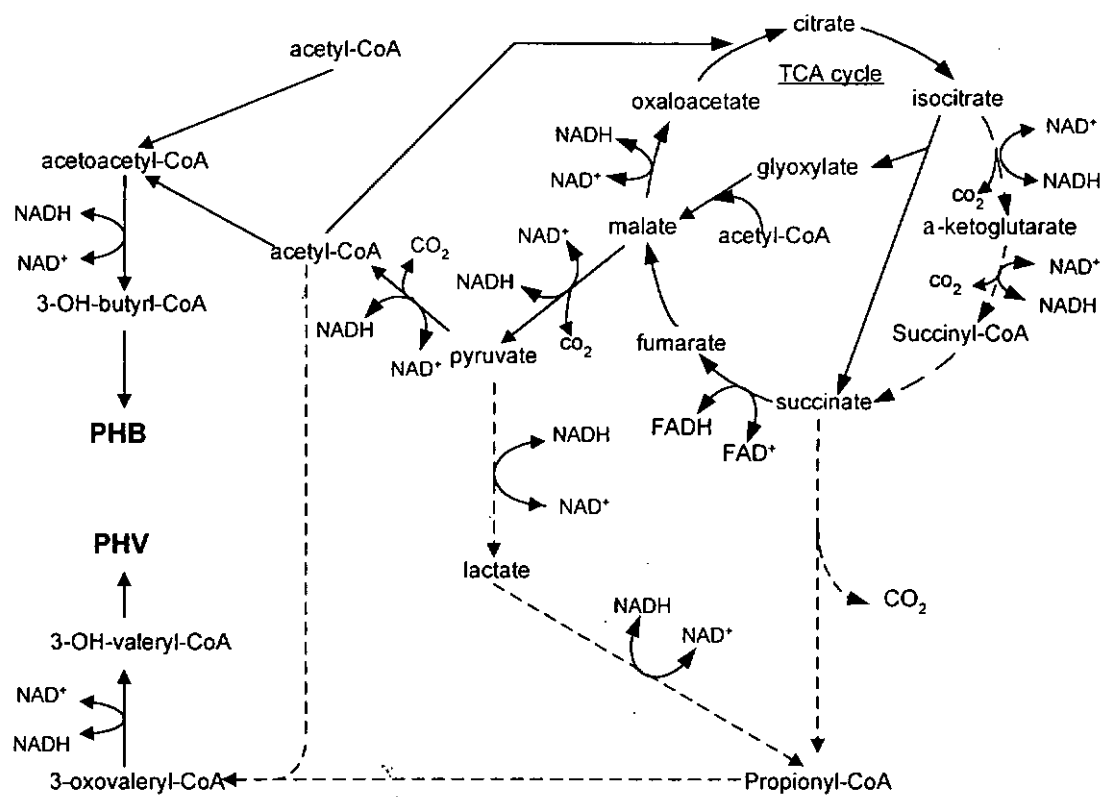 citrate
acetyl-CoA
TCA cycle
oxaloacetate
isocitrate
NADH
NAD⁺
acetoacetyl-CoA
glyoxylate
NAD⁺
CO₂
NADH
NADH
malate
acetyl-CoA
a-ketoglutarate
NAD⁺
acetyl-CoA
CO₂
NAD⁺
NADH
CO₂
NAD⁺
NADH
3-OH-butyrl-CoA
NADH
NAD⁺
CO₂
pyruvate
fumarate
Succinyl-CoA
succinate
PHB
FADH
FAD⁺
NADH
NAD⁺
PHV
lactate
CO₂
NADH
NAD⁺
3-OH-valeryl-CoA
NAD⁺
NADH
3-oxovaleryl-CoA
Propionyl-CoA